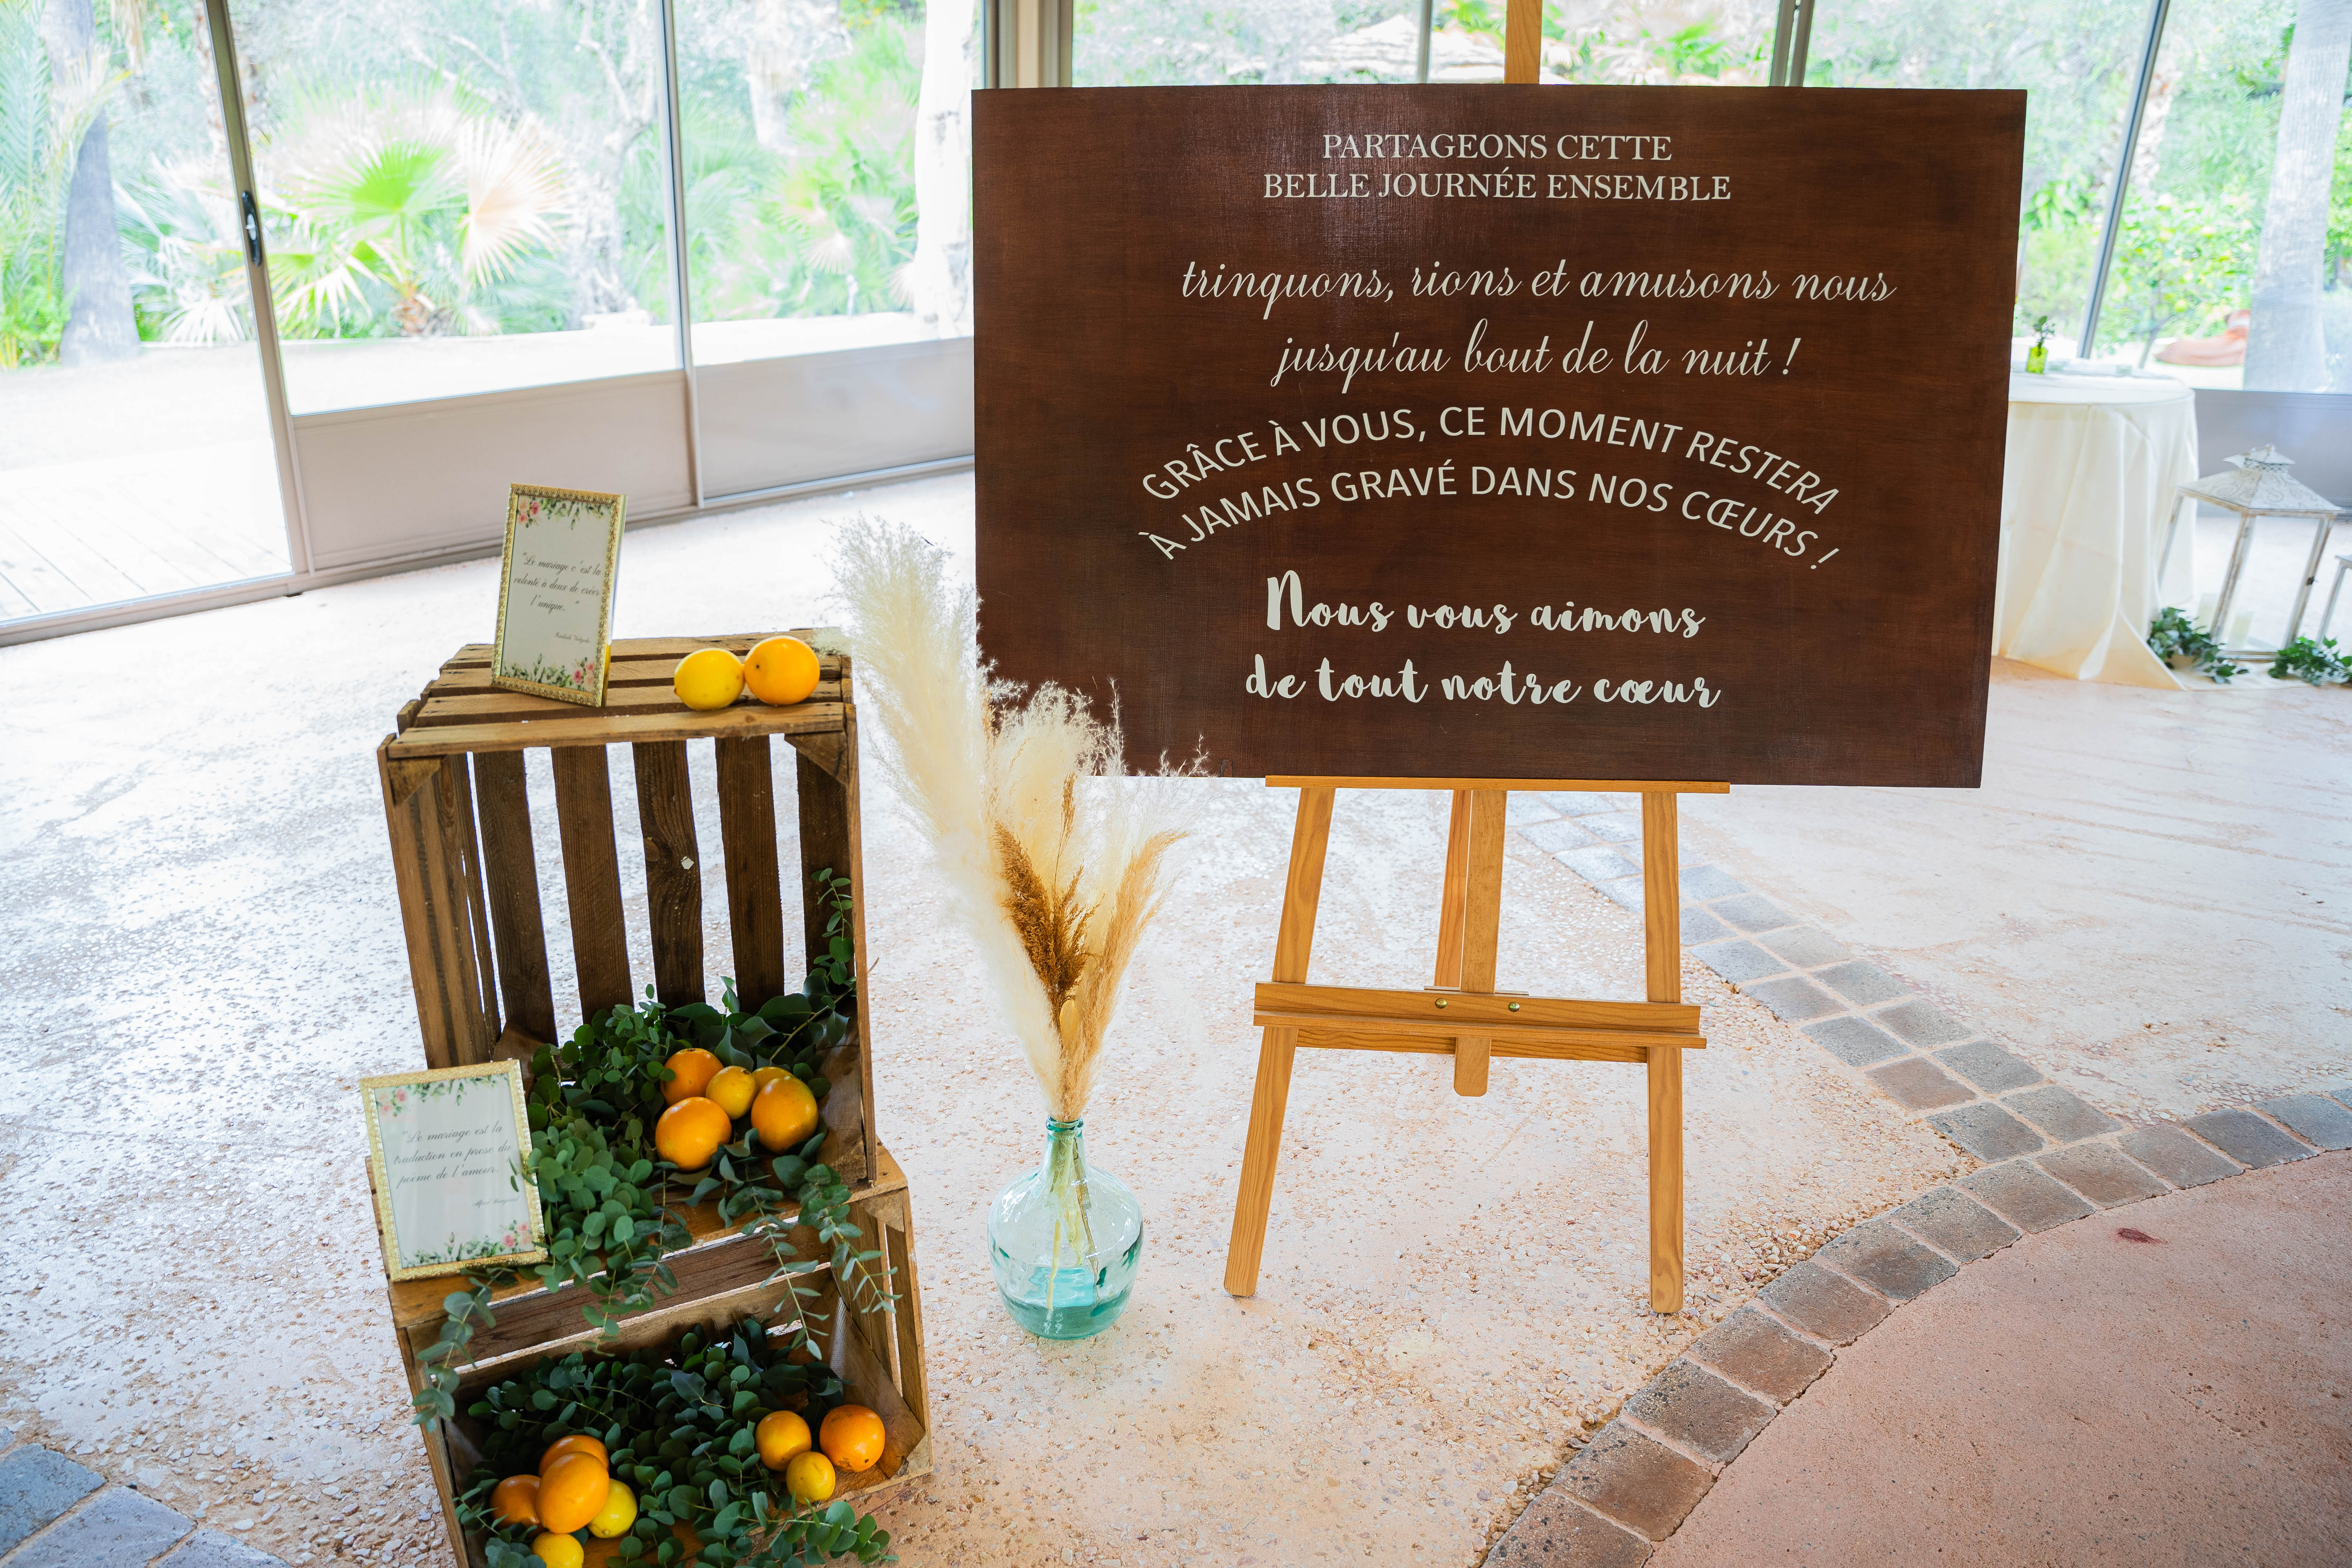 PARTAGEONS CETTE
BELLE JOURNÉE ENSEMBLE
trinquons, rions et amusons nous
jusqu'au bout de la nuit !
GRÂCE À VOUS, CE MOMENT RESTERA
À JAMAIS GRAVÉ DANS NOS CŒURS !
Nous vous aimons
de tout notre cœur
"Le mariage c'est la
volonté à deux de créer
l'unique."
"Le mariage est la
traduction en prose du
poème de l'amour.